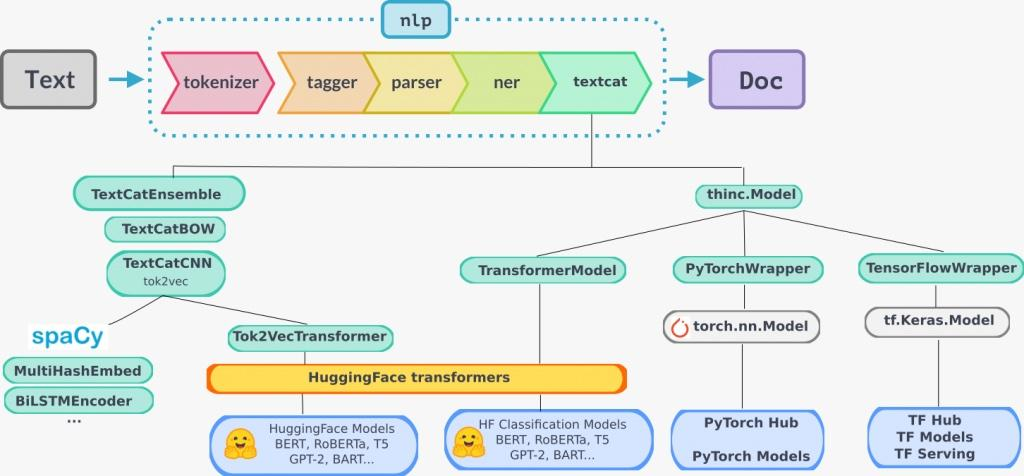 nlp
Text
tokenizer
tagger
parser
ner
textcat
Doc
TextCatEnsemble
thinc.Model
TextCatBOW
TextCatCNN
tok2vec
TransformerModel
PyTorchWrapper
TensorFlowWrapper
spaCy
Tok2VecTransformer
torch.nn.Model
tf.Keras.Model
MultiHashEmbed
HuggingFace transformers
BiLSTMEncoder
...
HuggingFace Models
BERT, RoBERTa, T5
GPT-2, BART...
HF Classification Models
BERT, RoBERTa, T5
GPT-2, BART...
PyTorch Hub
PyTorch Models
TF Hub
TF Models
TF Serving